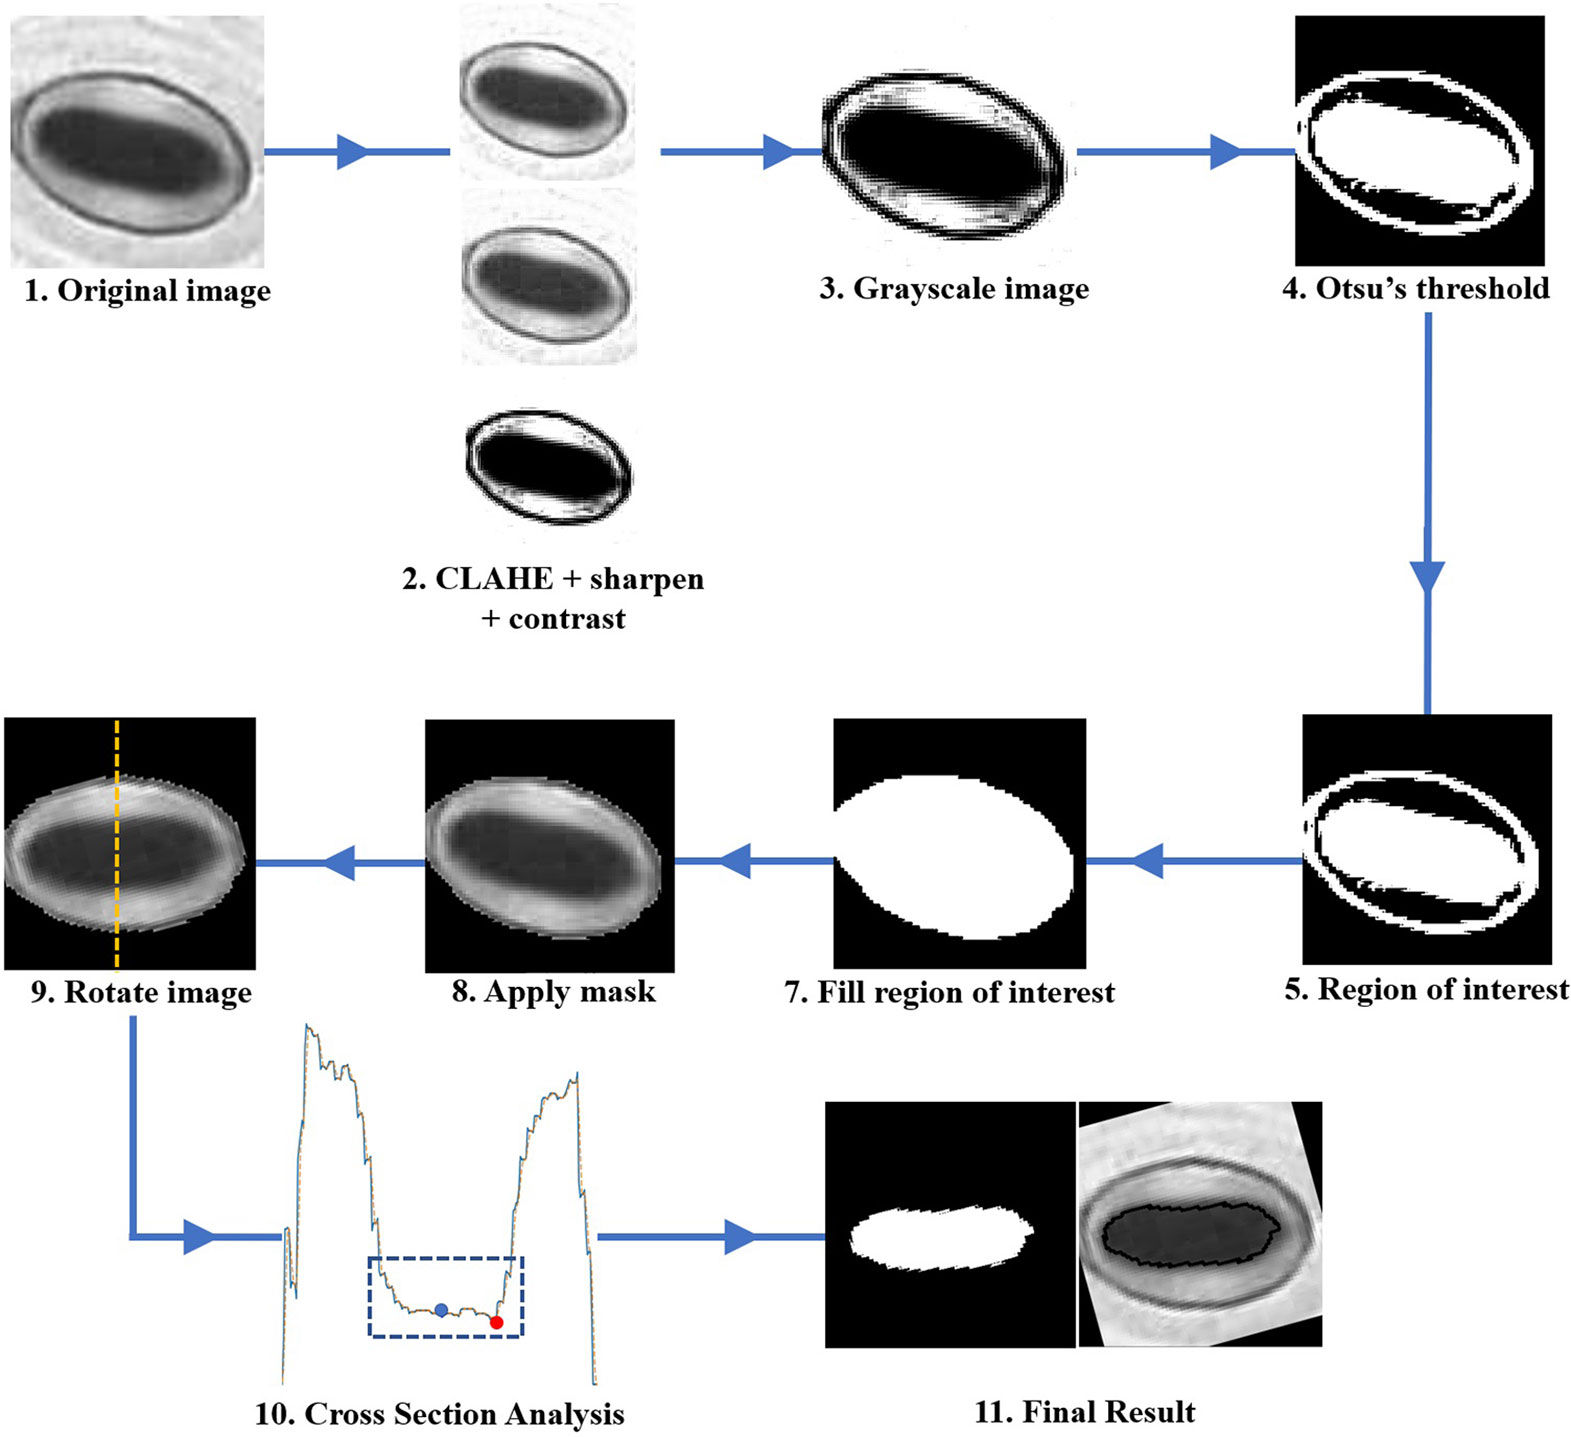 1. Original image
2. CLAHE + sharpen
+ contrast
3. Grayscale image
4. Otsu’s threshold
5. Region of interest
7. Fill region of interest
8. Apply mask
9. Rotate image
10. Cross Section Analysis
11. Final Result